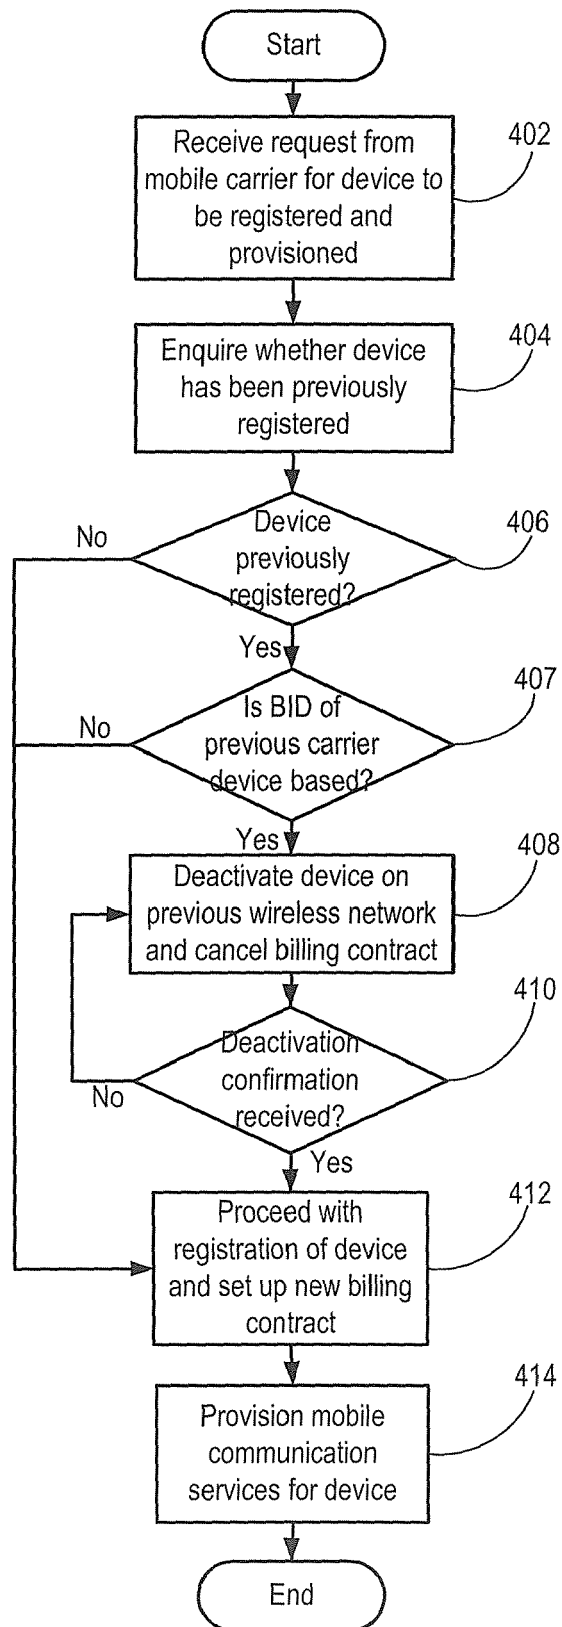 Start
Receive request from
mobile carrier for device to
be registered and
provisioned
402
Enquire whether device
has been previously
registered
404
Device
previously
registered?
406
No
Yes
Is BID of
previous carrier
device based?
407
No
Yes
Deactivate device on
previous wireless network
and cancel billing contract
408
Deactivation
confirmation
received?
410
No
Yes
Proceed with
registration of device
and set up new billing
contract
412
Provision mobile
communication
services for device
414
End